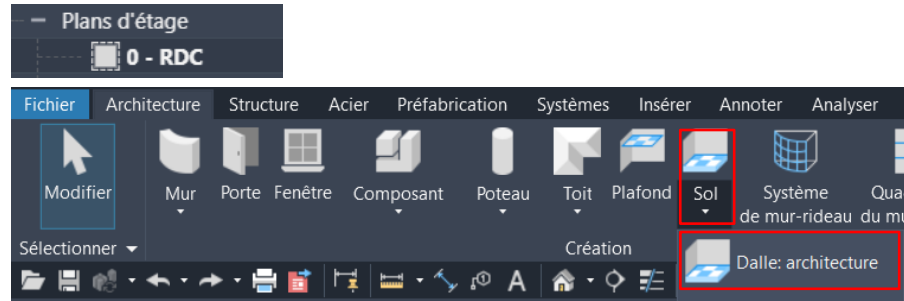 Plans d'étage
0 - RDC
Fichier Architecture Structure Acier Préfabrication Systèmes Insérer Annoter Analyser
Modifier Mur Porte Fenêtre Composant Poteau Toit Plafond Sol Système
de mur-rideau
Sélectionner Création
Dalle: architecture
A